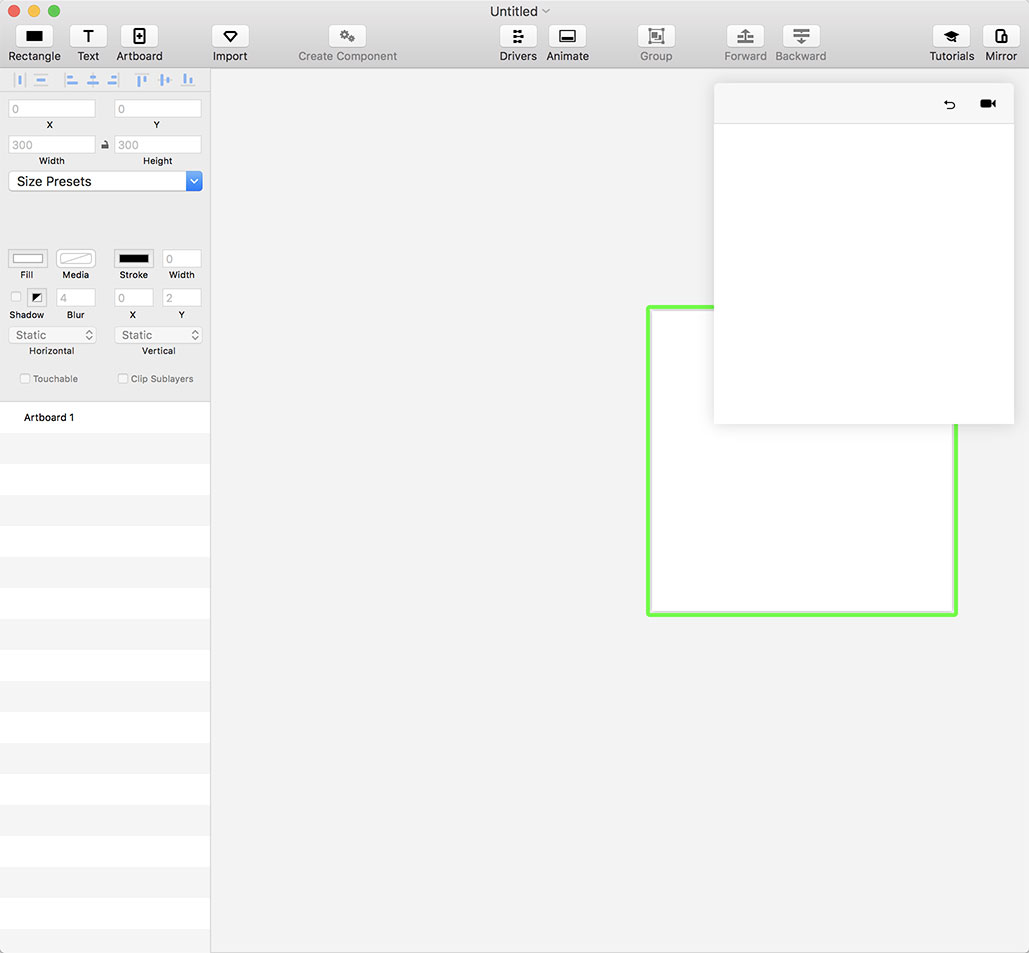 Untitled
Rectangle Text Artboard Import Create Component Drivers Animate Group Forward Backward Tutorials Mirror
0 0
X Y
300 300
Width Height
Size Presets
0
Fill Media Stroke Width
4 0 2
Shadow Blur X Y
Static Static
Horizontal Vertical
Touchable Clip Sublayers
Artboard 1